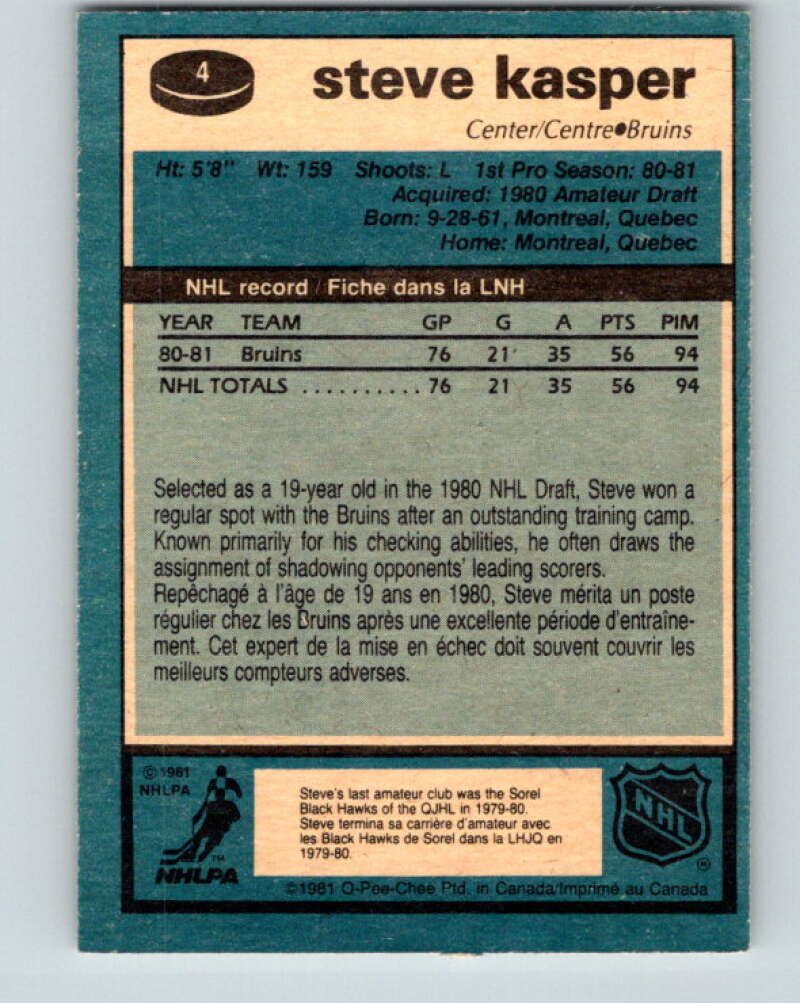 4
steve kasper
Center/Centre●Bruins
Ht: 5'8" Wt: 159 Shoots: L 1st Pro Season: 80-81
Acquired: 1980 Amateur Draft
Born: 9-28-61, Montreal, Quebec
Home: Montreal, Quebec
NHL record / Fiche dans la LNH
YEAR TEAM GP G A PTS PIM
80-81 Bruins 76 21 35 56 94
NHL TOTALS .......... 76 21 35 56 94
Selected as a 19-year old in the 1980 NHL Draft, Steve won a
regular spot with the Bruins after an outstanding training camp.
Known primarily for his checking abilities, he often draws the
assignment of shadowing opponents' leading scorers.
Repêchagé à l'âge de 19 ans en 1980, Steve mérita un poste
régulier chez les Bruins après une excellente période d'entraîne-
ment. Cet expert de la mise en échec doit souvent couvrir les
meilleurs compteurs adverses.
©1981
NHLPA
TM
NHLPA
Steve's last amateur club was the Sorel
Black Hawks of the QJHL in 1979-80.
Steve termina sa carrière d'amateur avec
les Black Hawks de Sorel dans la LHJQ en
1979-80.
NHL
®
©1981 O-Pee-Chee Ptd. in Canada/Imprimé au Canada